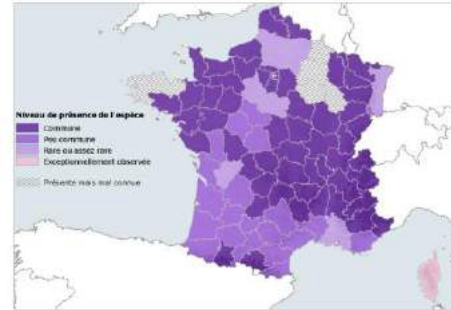 Niveau de présence de l'espèce
Commune
Peu commune
Rare ou assez rare
Exceptionnellement observée
Présente mais mal connue